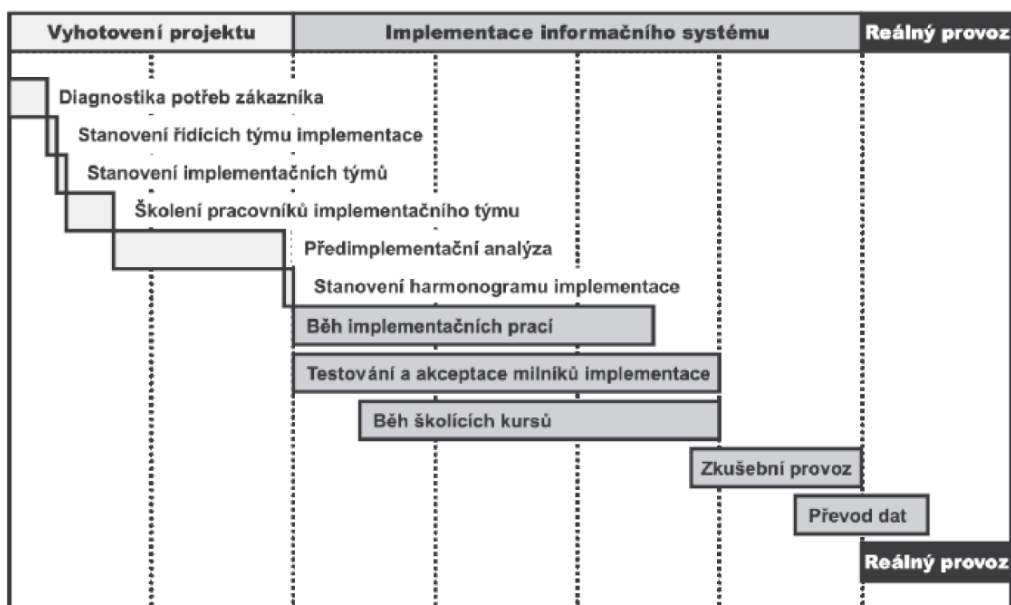 Vyhotovení projektu
Implementace informačního systému
Reálný provoz
Diagnostika potřeb zákazníka
Stanovení řídících týmu implementace
Stanovení implementačních týmů
Školení pracovníků implementačního týmu
Předimplementační analýza
Stanovení harmonogramu implementace
Běh implementačních prací
Testování a akceptace milníků implementace
Běh školících kursů
Zkušební provoz
Převod dat
Reálný provoz